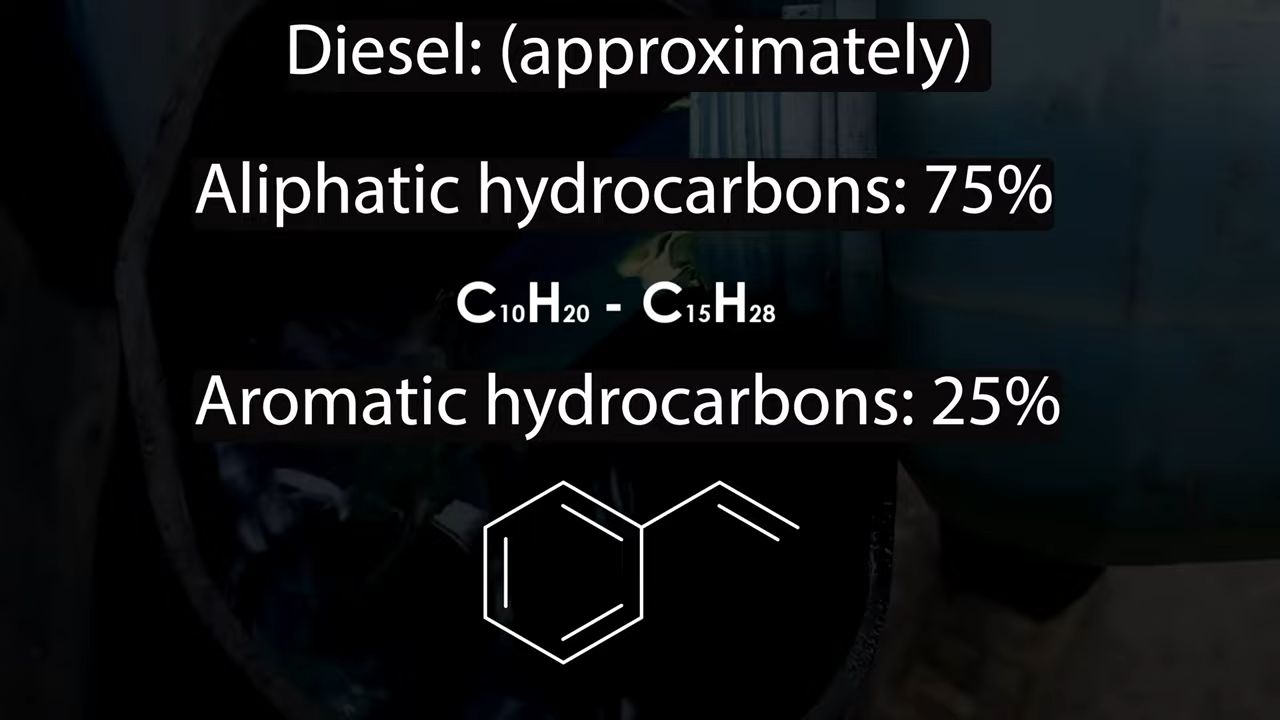 Diesel: (approximately)
Aliphatic hydrocarbons: 75%
C₁₀H₂₀ - C₁₅H₂₈
Aromatic hydrocarbons: 25%